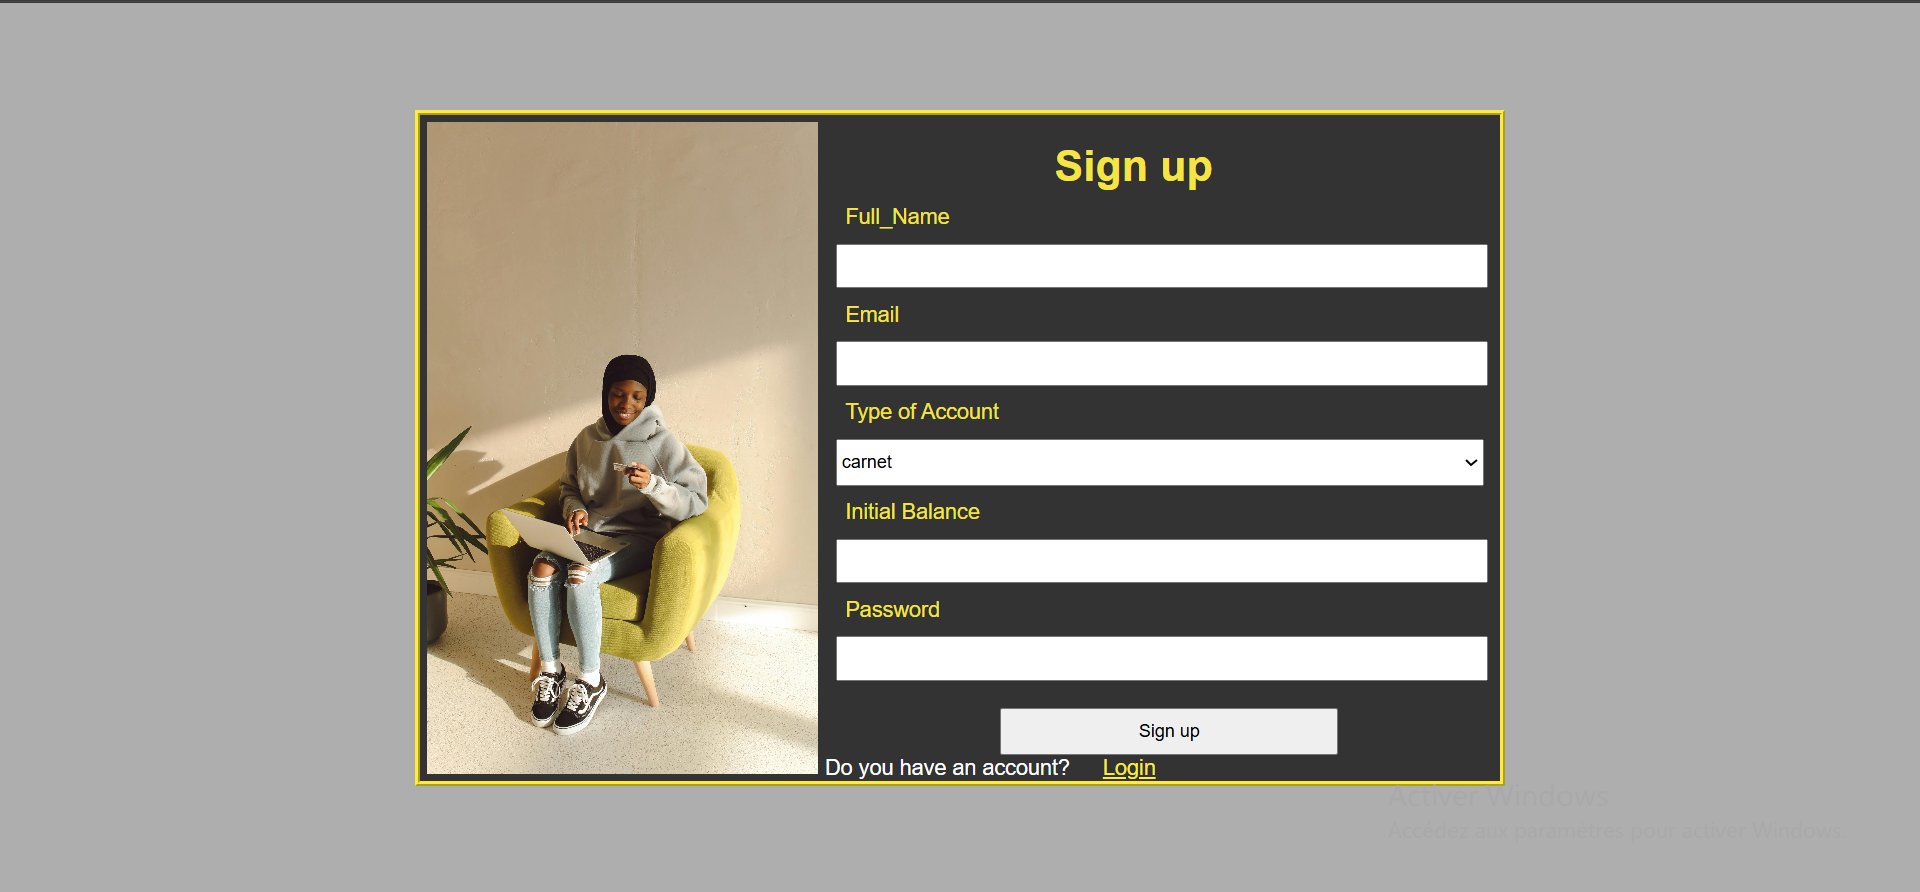 Sign up
Full_Name
Email
Type of Account
carnet
Initial Balance
Password
Sign up
Do you have an account? Login
Activer Windows
Accédez aux paramètres pour activer Windows.